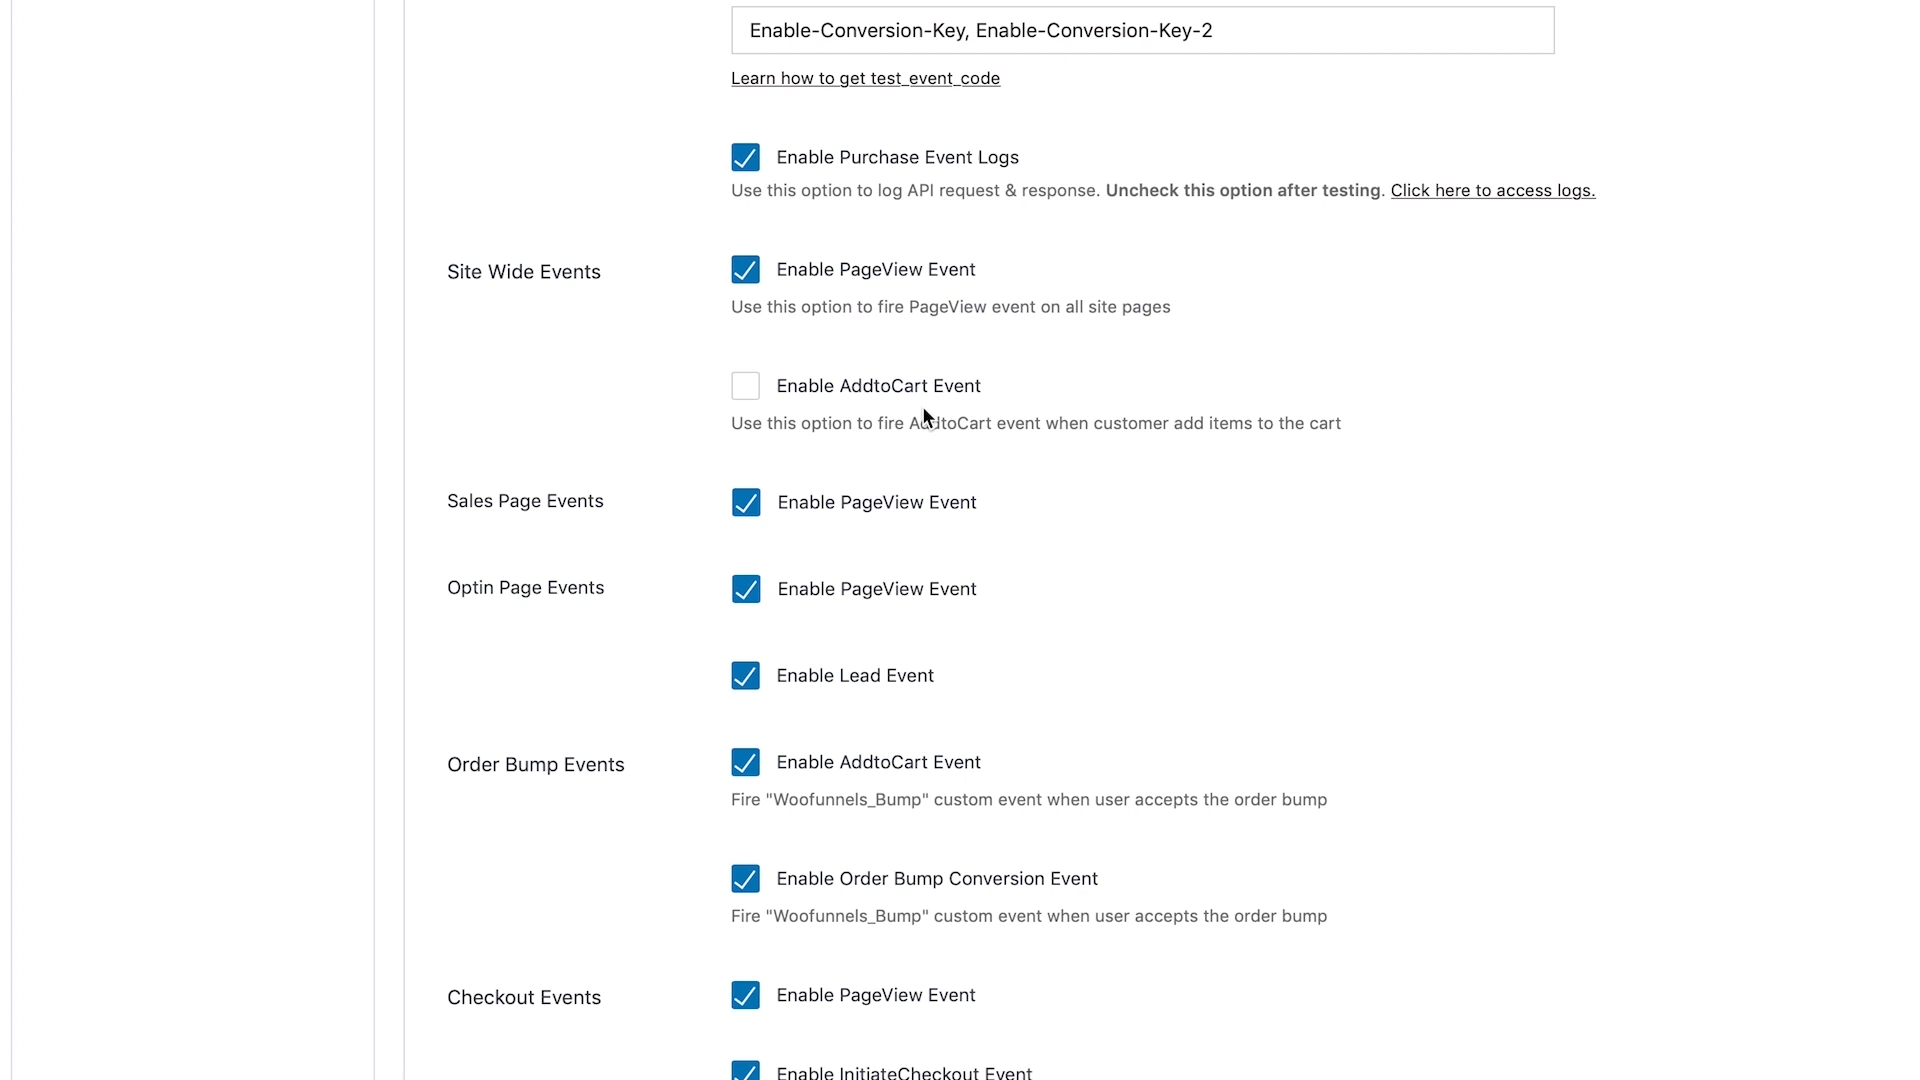 Enable-Conversion-Key, Enable-Conversion-Key-2
Learn how to get test_event_code
Enable Purchase Event Logs
Use this option to log API request & response. Uncheck this option after testing. Click here to access logs.
Site Wide Events
Enable PageView Event
Use this option to fire PageView event on all site pages
Enable AddtoCart Event
Use this option to fire AddtoCart event when customer add items to the cart
Sales Page Events
Enable PageView Event
Optin Page Events
Enable PageView Event
Enable Lead Event
Order Bump Events
Enable AddtoCart Event
Fire "Woofunnels_Bump" custom event when user accepts the order bump
Enable Order Bump Conversion Event
Fire "Woofunnels_Bump" custom event when user accepts the order bump
Checkout Events
Enable PageView Event
Enable InitiateCheckout Event